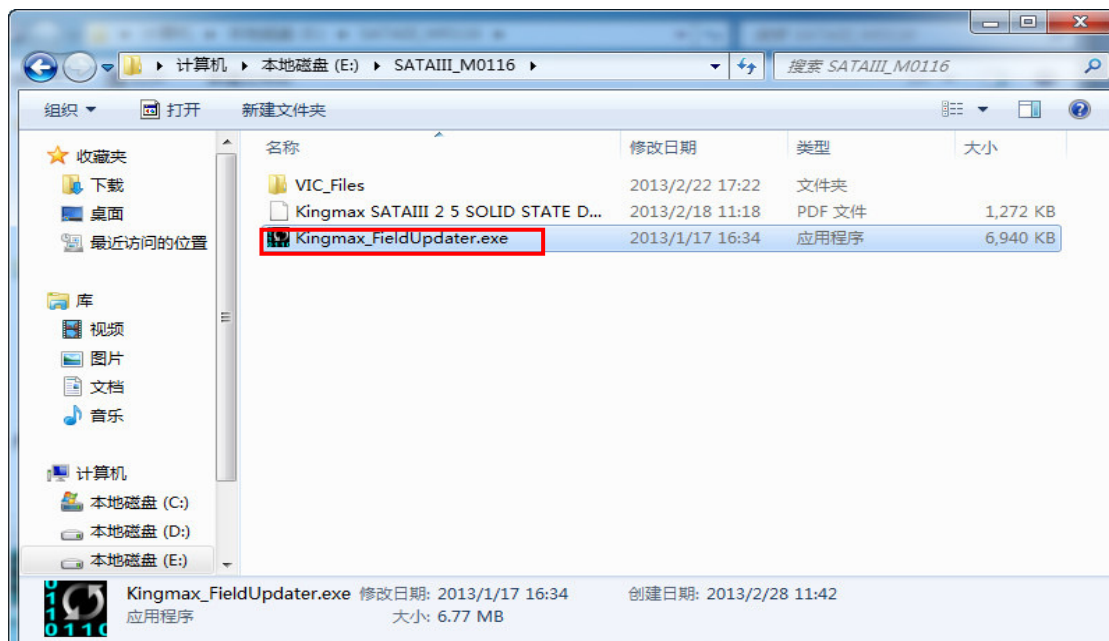 计算机 ▸ 本地磁盘 (E:) ▸ SATAIII_M0116 ▸
搜索 SATAIII_M0116
组织 打开 新建文件夹
收藏夹
下载
桌面
最近访问的位置
库
视频
图片
文档
音乐
计算机
本地磁盘 (C:)
本地磁盘 (D:)
本地磁盘 (E:)
名称 修改日期 类型 大小
VIC_Files 2013/2/22 17:22 文件夹
Kingmax SATAIII 2 5 SOLID STATE D... 2013/2/18 11:18 PDF 文件 1,272 KB
Kingmax_FieldUpdater.exe 2013/1/17 16:34 应用程序 6,940 KB
Kingmax_FieldUpdater.exe 修改日期: 2013/1/17 16:34 创建日期: 2013/2/28 11:42
应用程序 大小: 6.77 MB